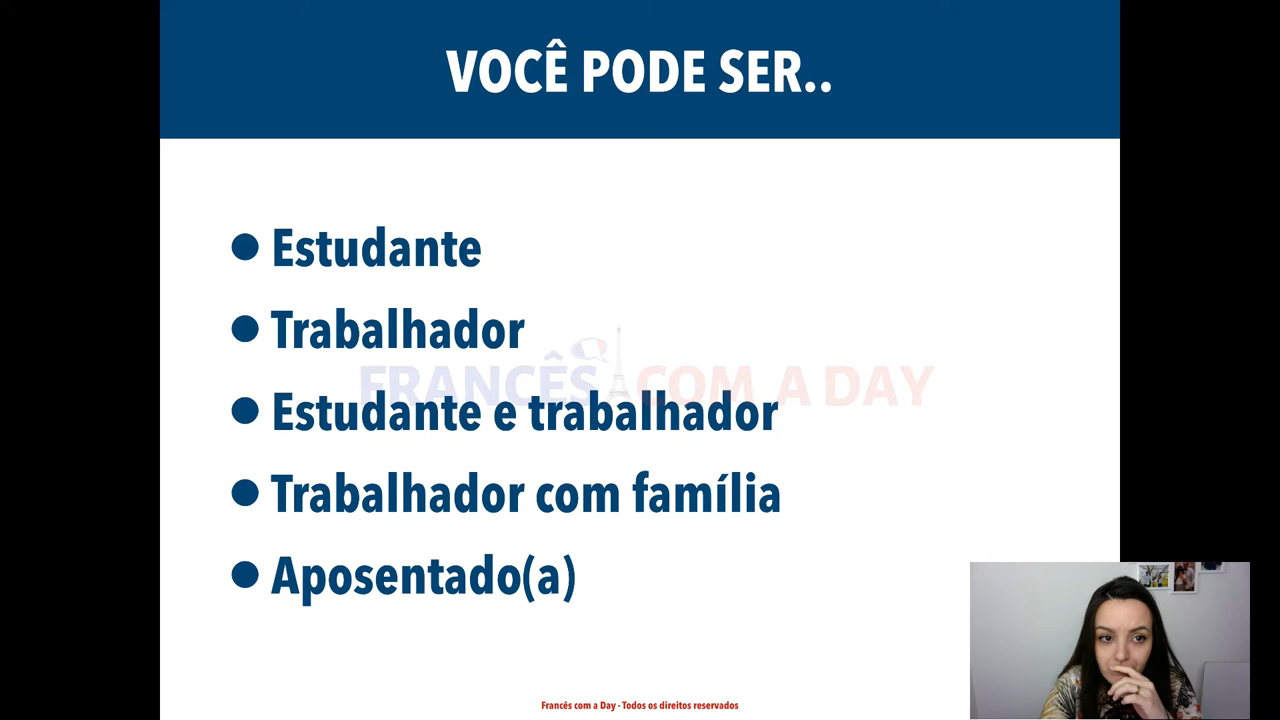 VOCÊ PODE SER..
Estudante
Trabalhador
FRANCÊS COM A DAY
Estudante e trabalhador
Trabalhador com família
Aposentado(a)
Francês com a Day - Todos os direitos reservados